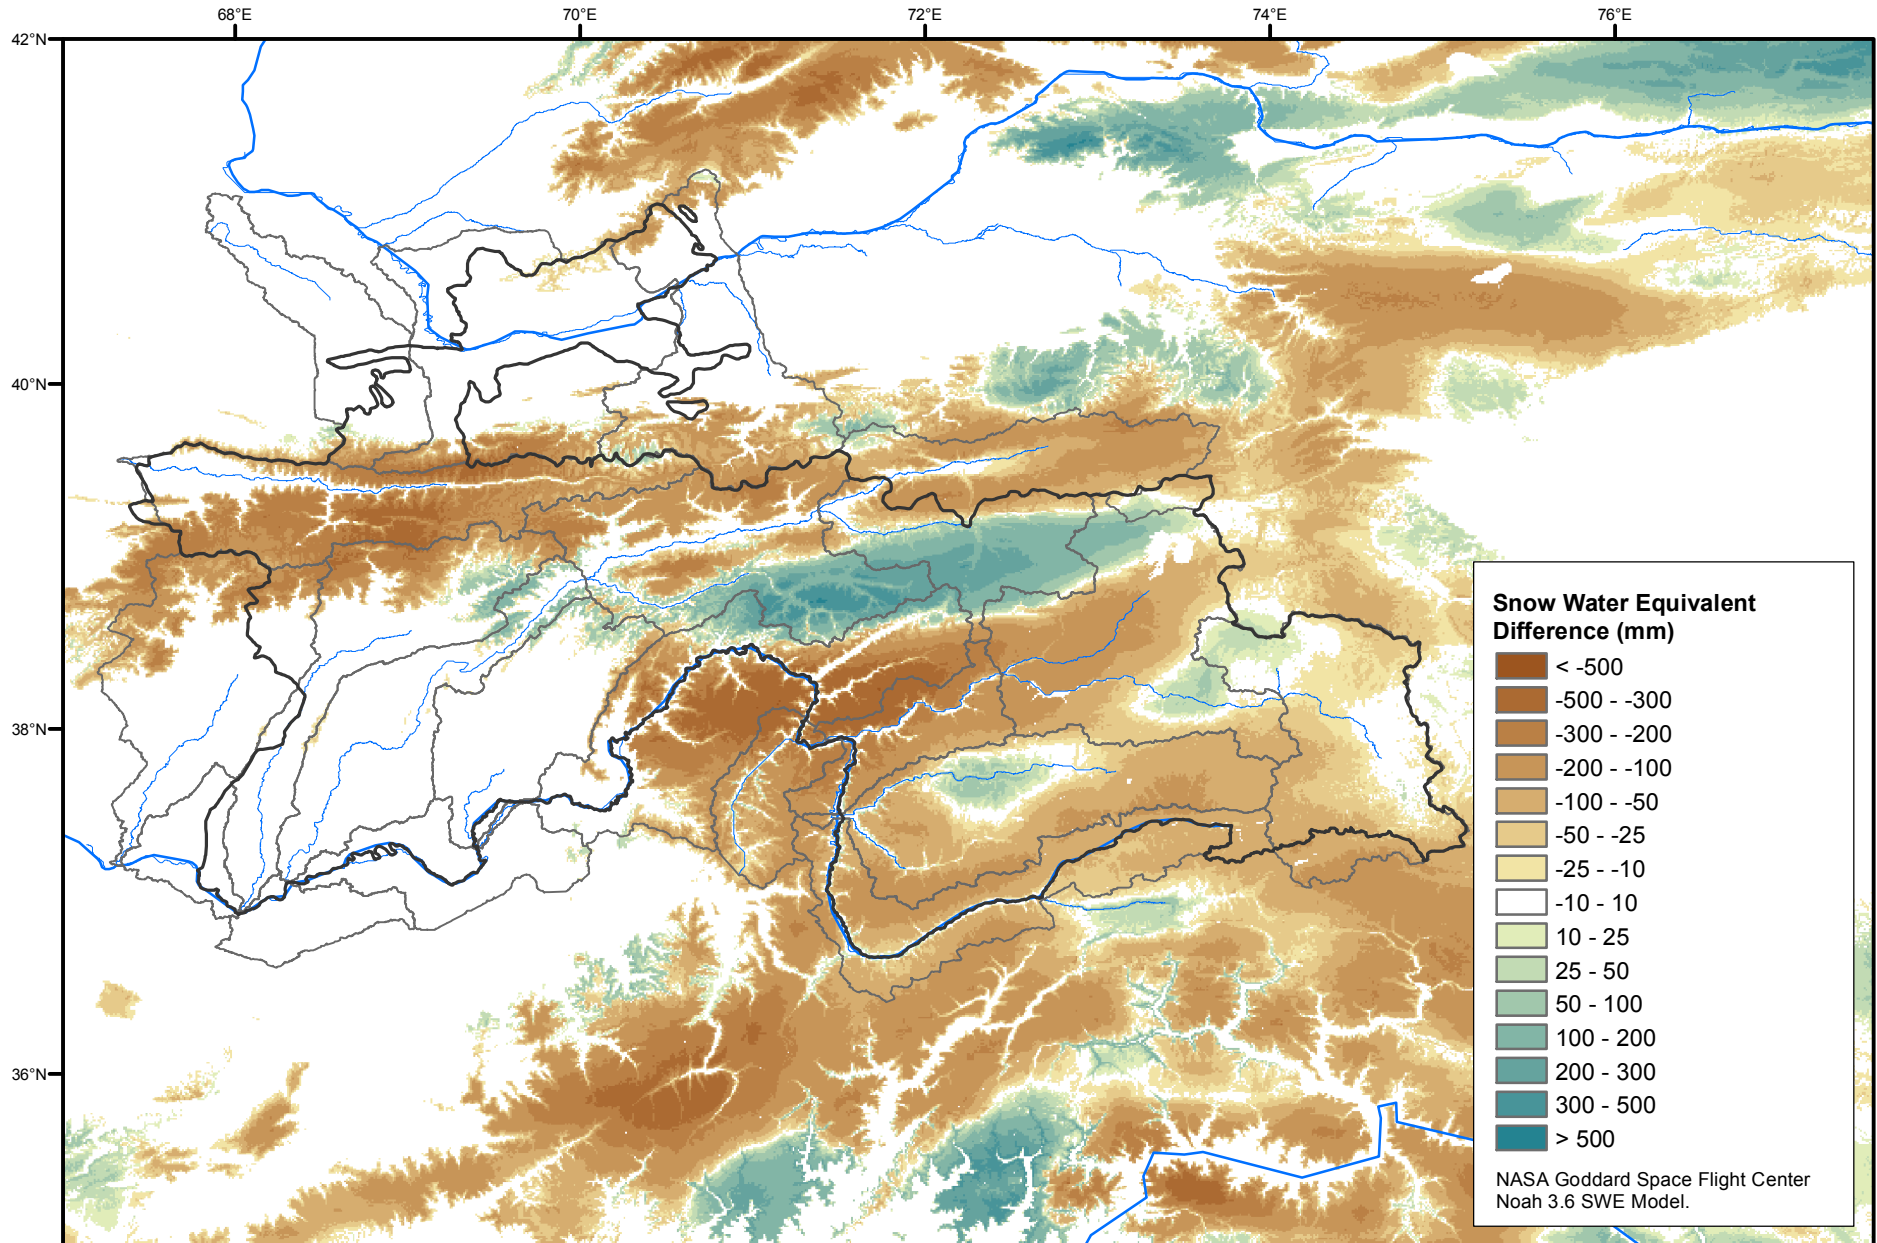 68°E 70°E 72°E 74°E 76°E
42°N
40°N
38°N
36°N
Snow Water Equivalent
Difference (mm)
< -500
-500 - -300
-300 - -200
-200 - -100
-100 - -50
-50 - -25
-25 - -10
-10 - 10
10 - 25
25 - 50
50 - 100
100 - 200
200 - 300
300 - 500
> 500
NASA Goddard Space Flight Center
Noah 3.6 SWE Model.